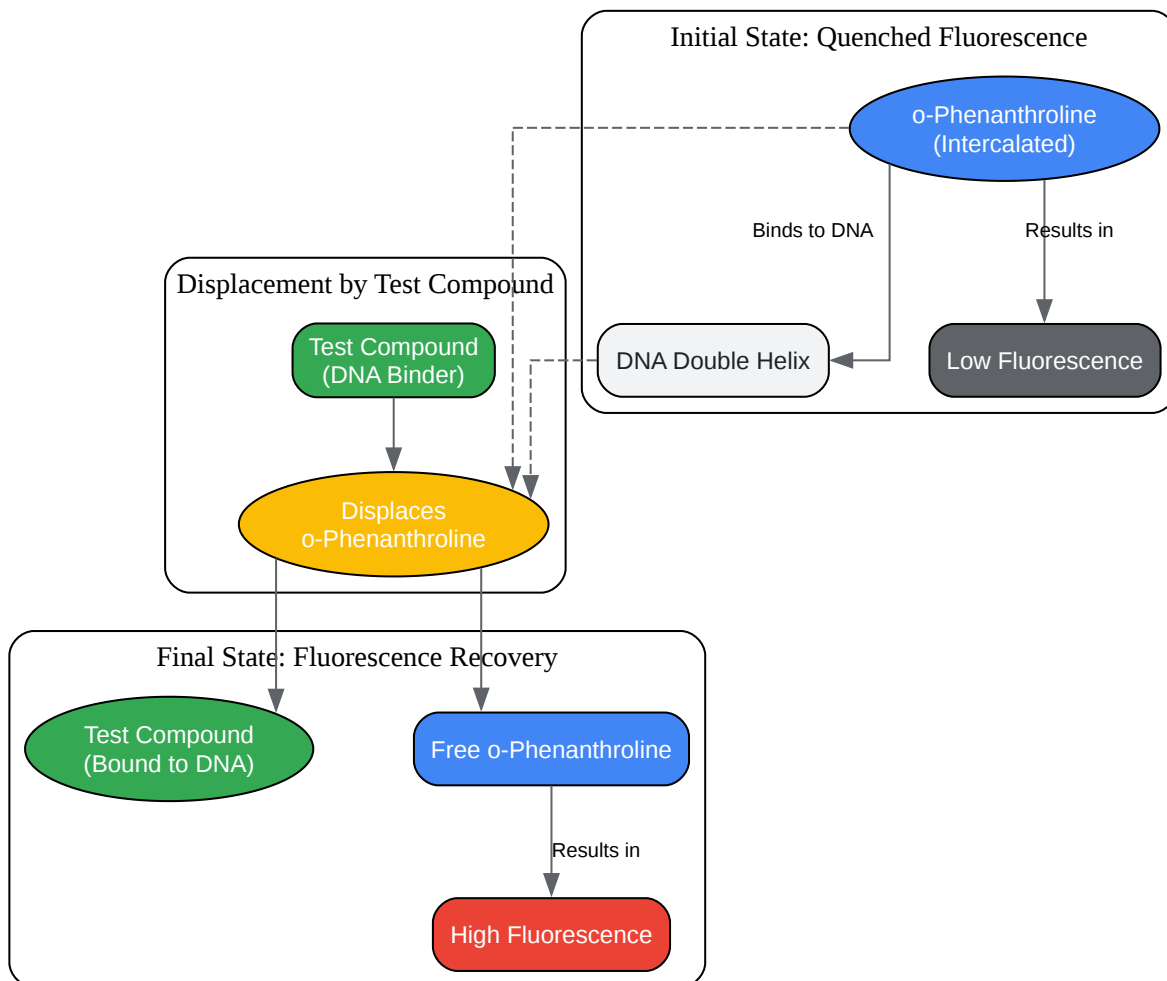 Initial State: Quenched Fluorescence
o-Phenanthroline
(Intercalated)
Binds to DNA
Results in
Displacement by Test Compound
Test Compound
(DNA Binder)
DNA Double Helix
Low Fluorescence
Displaces
o-Phenanthroline
Final State: Fluorescence Recovery
Test Compound
(Bound to DNA)
Free o-Phenanthroline
Results in
High Fluorescence